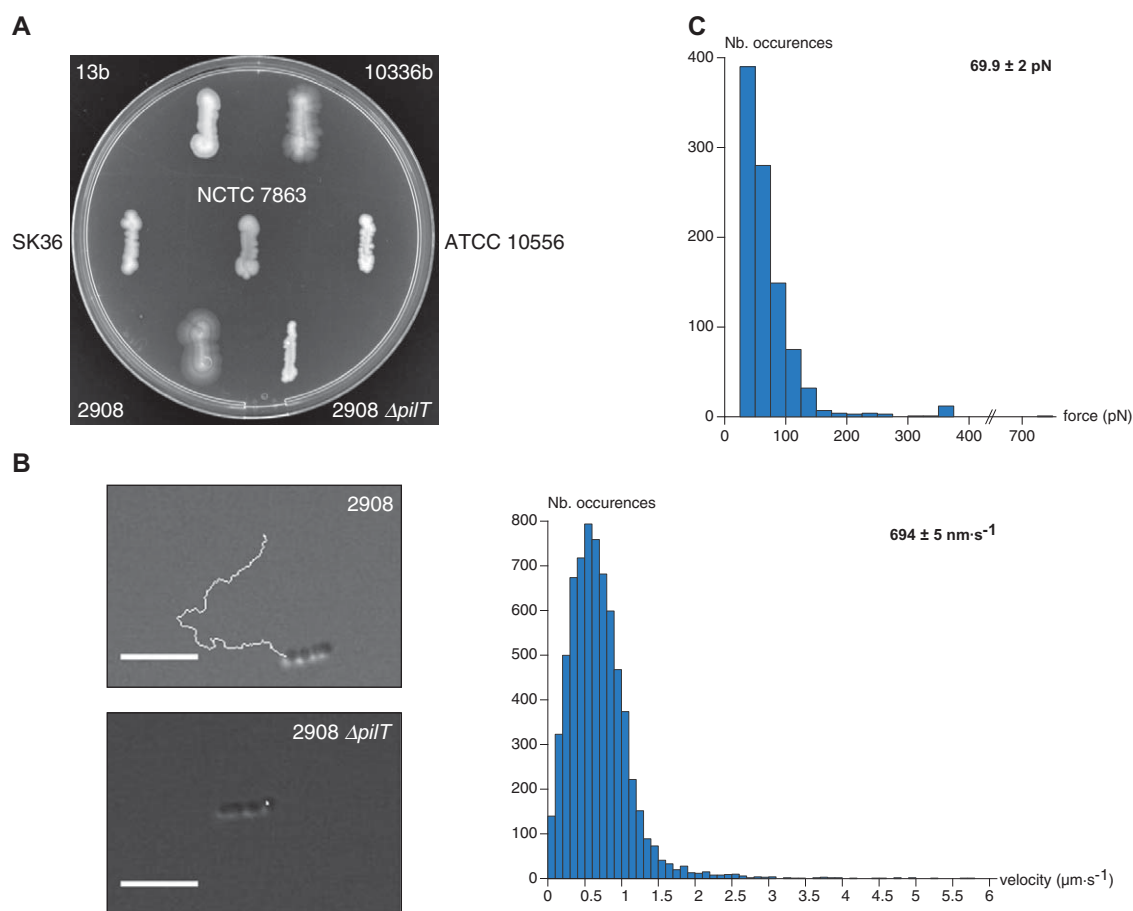 A
13b
10336b
NCTC 7863
SK36
ATCC 10556
2908
2908 ΔpilT
B
2908
2908 ΔpilT
Nb. occurences
694 ± 5 nm·s-1
800
700
600
500
400
300
200
100
0
0 0.5 1 1.5 2 2.5 3 3.5 4 4.5 5 5.5 6
velocity (µm·s-1)
C
Nb. occurences
69.9 ± 2 pN
400
300
200
100
0
0 100 200 300 400 // 700
force (pN)